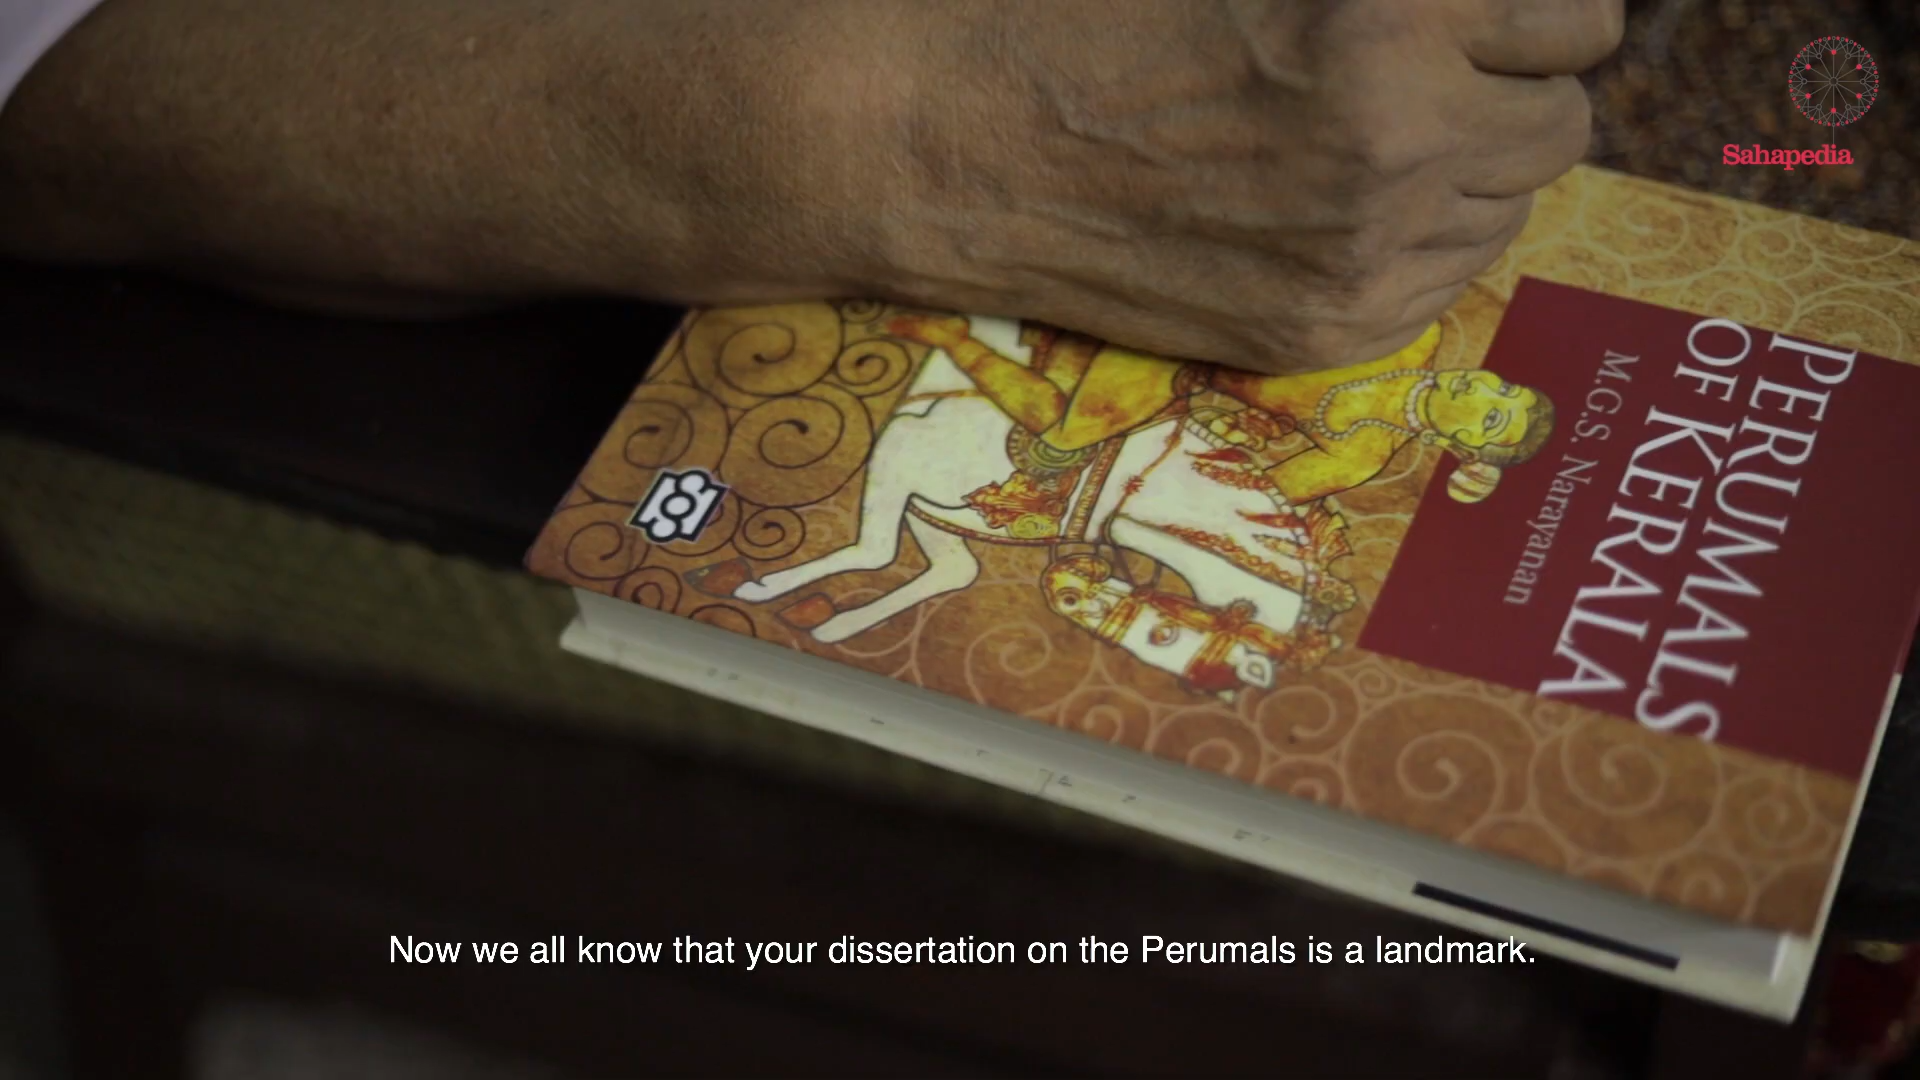 Sahapedia
PERUMALS
OF KERALA
M.G.S. Narayanan
Now we all know that your dissertation on the Perumals is a landmark.